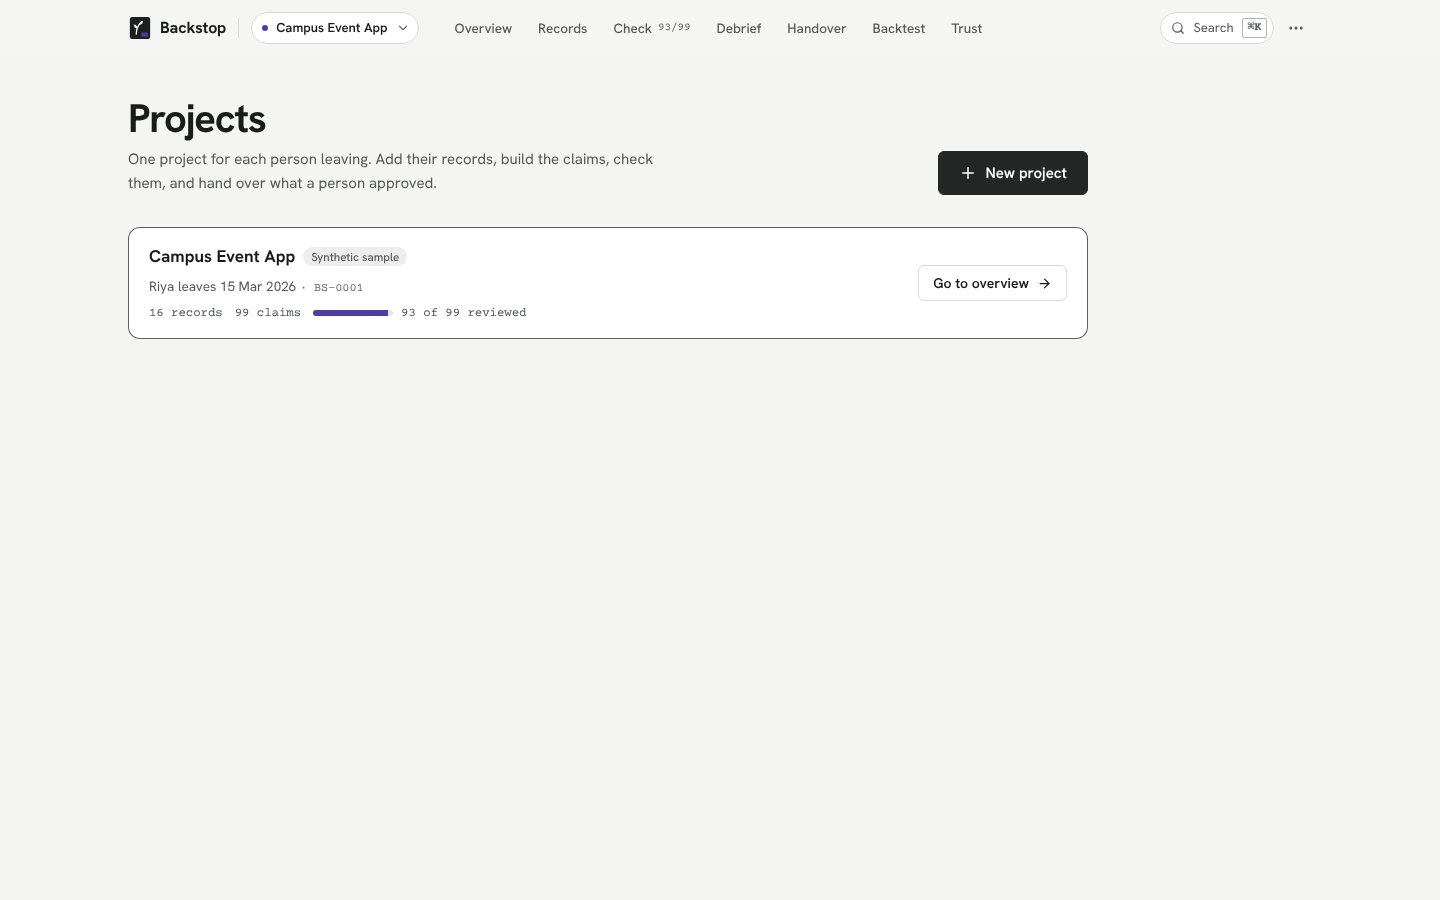 Backstop
Campus Event App
Overview
Records
Check 93/99
Debrief
Handover
Backtest
Trust
Search ⌘K
Projects
One project for each person leaving. Add their records, build the claims, check
them, and hand over what a person approved.
New project
Campus Event App Synthetic sample
Riya leaves 15 Mar 2026 · BS-0001
16 records 99 claims 93 of 99 reviewed
Go to overview